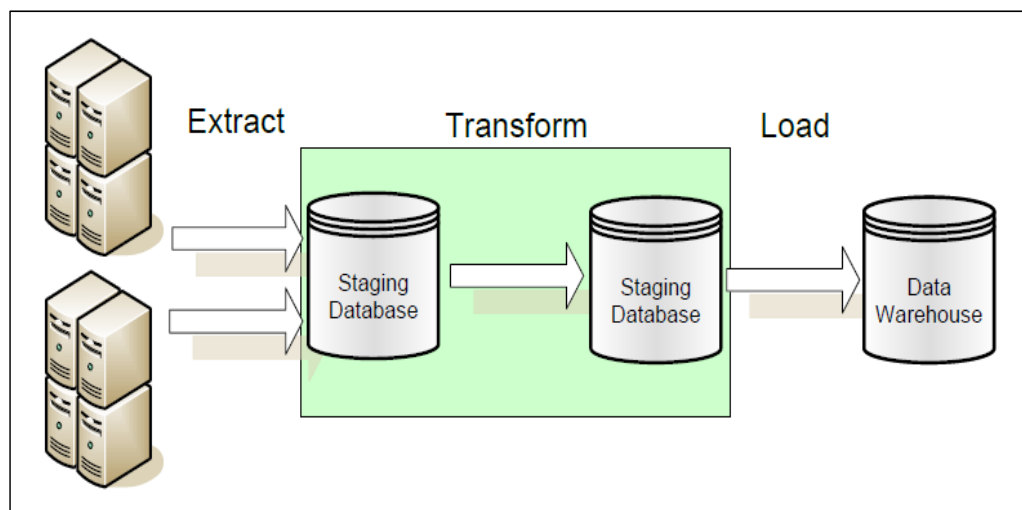 Extract
Transform
Load
Staging
Database
Staging
Database
Data
Warehouse